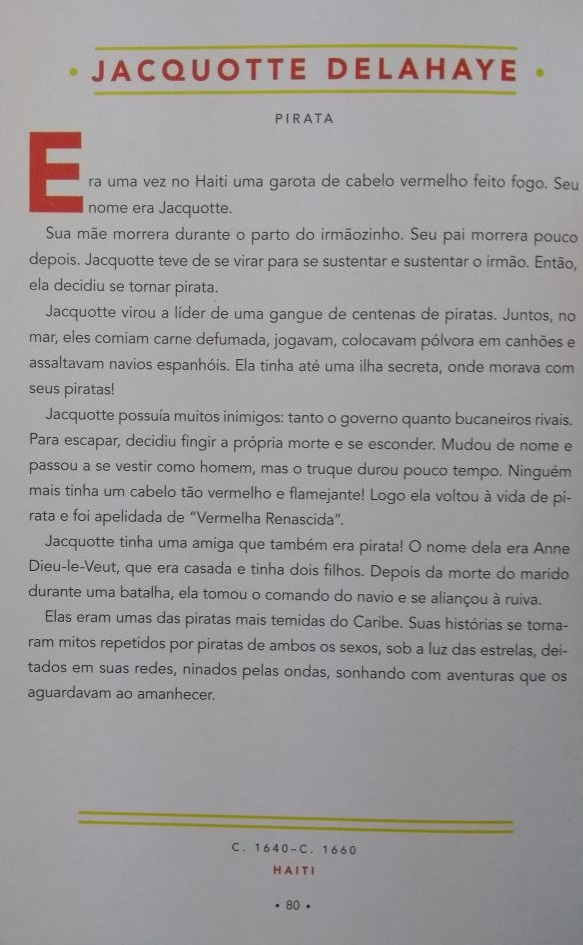 • JACQUOTTE DELAHAYE •
PIRATA
Era uma vez no Haiti uma garota de cabelo vermelho feito fogo. Seu
nome era Jacquotte.
Sua mãe morrera durante o parto do irmãozinho. Seu pai morrera pouco
depois. Jacquotte teve de se virar para se sustentar e sustentar o irmão. Então,
ela decidiu se tornar pirata.
Jacquotte virou a líder de uma gangue de centenas de piratas. Juntos, no
mar, eles comiam carne defumada, jogavam, colocavam pólvora em canhões e
assaltavam navios espanhóis. Ela tinha até uma ilha secreta, onde morava com
seus piratas!
Jacquotte possuía muitos inimigos: tanto o governo quanto bucaneiros rivais.
Para escapar, decidiu fingir a própria morte e se esconder. Mudou de nome e
passou a se vestir como homem, mas o truque durou pouco tempo. Ninguém
mais tinha um cabelo tão vermelho e flamejante! Logo ela voltou à vida de pi-
rata e foi apelidada de “Vermelha Renascida”.
Jacquotte tinha uma amiga que também era pirata! O nome dela era Anne
Dieu-le-Veut, que era casada e tinha dois filhos. Depois da morte do marido
durante uma batalha, ela tomou o comando do navio e se aliançou à ruiva.
Elas eram umas das piratas mais temidas do Caribe. Suas histórias se torna-
ram mitos repetidos por piratas de ambos os sexos, sob a luz das estrelas, dei-
tados em suas redes, ninados pelas ondas, sonhando com aventuras que os
aguardavam ao amanhecer.
C. 1640–C. 1660
HAITI
• 80 •